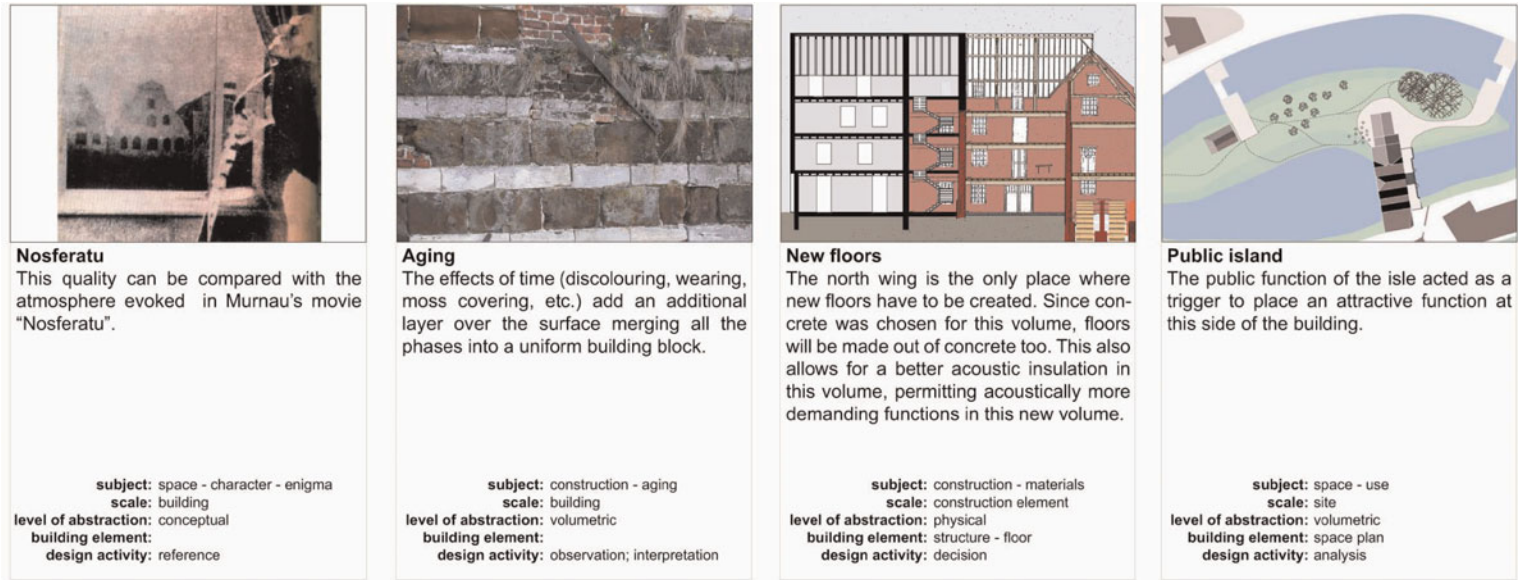 Nosferatu
This quality can be compared with the
atmosphere evoked in Murnau's movie
"Nosferatu".
subject: space - character - enigma
scale: building
level of abstraction: conceptual
building element:
design activity: reference
Aging
The effects of time (discolouring, wearing,
moss covering, etc.) add an additional
layer over the surface merging all the
phases into a uniform building block.
subject: construction - aging
scale: building
level of abstraction: volumetric
building element:
design activity: observation; interpretation
New floors
The north wing is the only place where
new floors have to be created. Since con-
crete was chosen for this volume, floors
will be made out of concrete too. This also
allows for a better acoustic insulation in
this volume, permitting acoustically more
demanding functions in this new volume.
subject: construction - materials
scale: construction element
level of abstraction: physical
building element: structure - floor
design activity: decision
Public island
The public function of the isle acted as a
trigger to place an attractive function at
this side of the building.
subject: space - use
scale: site
level of abstraction: volumetric
building element: space plan
design activity: analysis